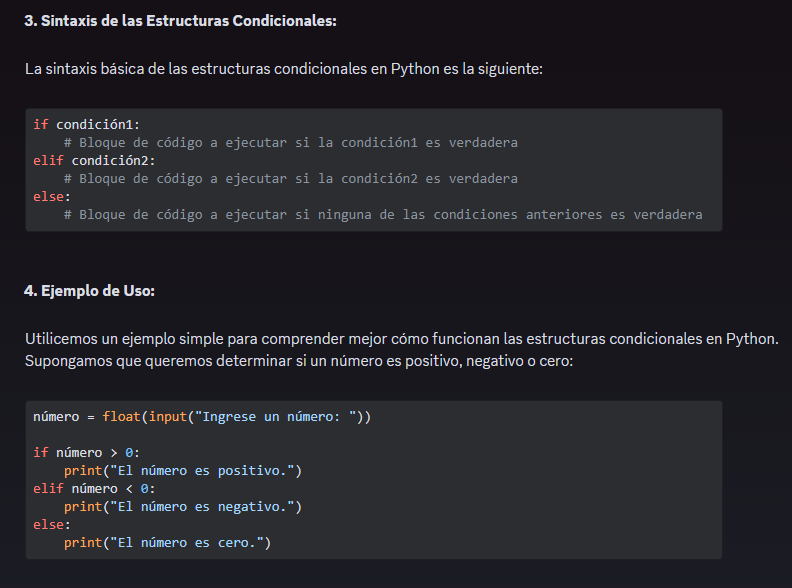 3. Sintaxis de las Estructuras Condicionales:
La sintaxis básica de las estructuras condicionales en Python es la siguiente:
if condición1:
    # Bloque de código a ejecutar si la condición1 es verdadera
elif condición2:
    # Bloque de código a ejecutar si la condición2 es verdadera
else:
    # Bloque de código a ejecutar si ninguna de las condiciones anteriores es verdadera
4. Ejemplo de Uso:
Utilicemos un ejemplo simple para comprender mejor cómo funcionan las estructuras condicionales en Python.
Supongamos que queremos determinar si un número es positivo, negativo o cero:
número = float(input("Ingrese un número: "))
if número > 0:
    print("El número es positivo.")
elif número < 0:
    print("El número es negativo.")
else:
    print("El número es cero.")